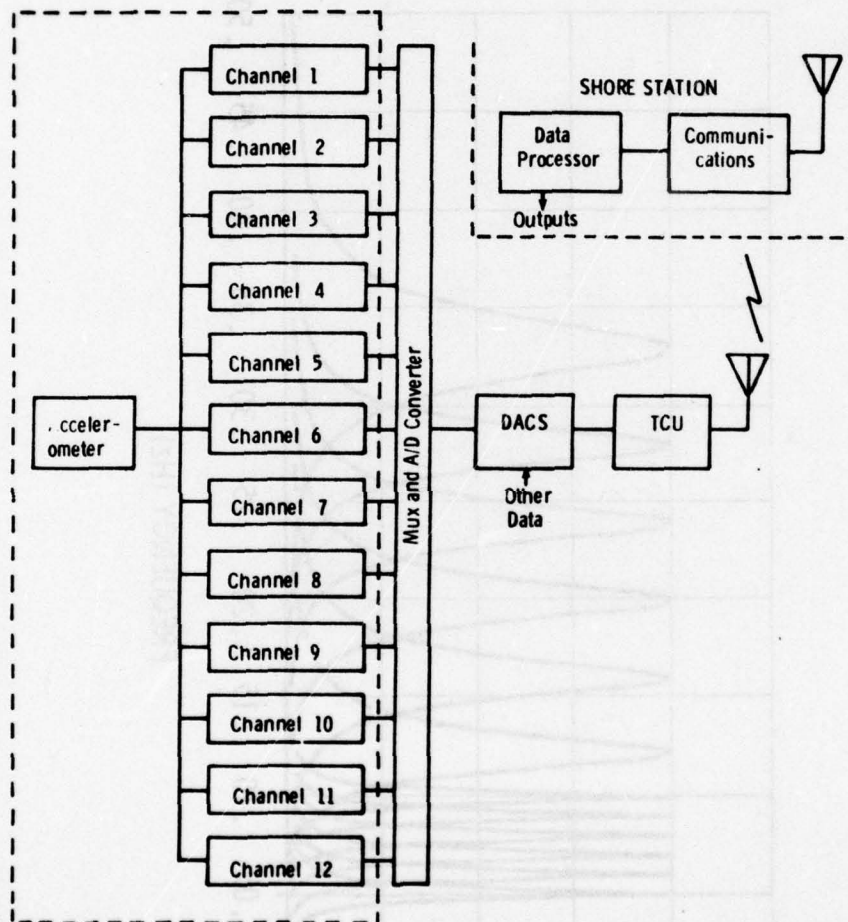 Channel 1
Channel 2
Channel 3
Channel 4
Channel 5
Channel 6
Channel 7
Channel 8
Channel 9
Channel 10
Channel 11
Channel 12
.cceler-
ometer
Mux and A/D Converter
DACS
Other
Data
TCU
SHORE STATION
Data
Processor
Outputs
Communi-
cations